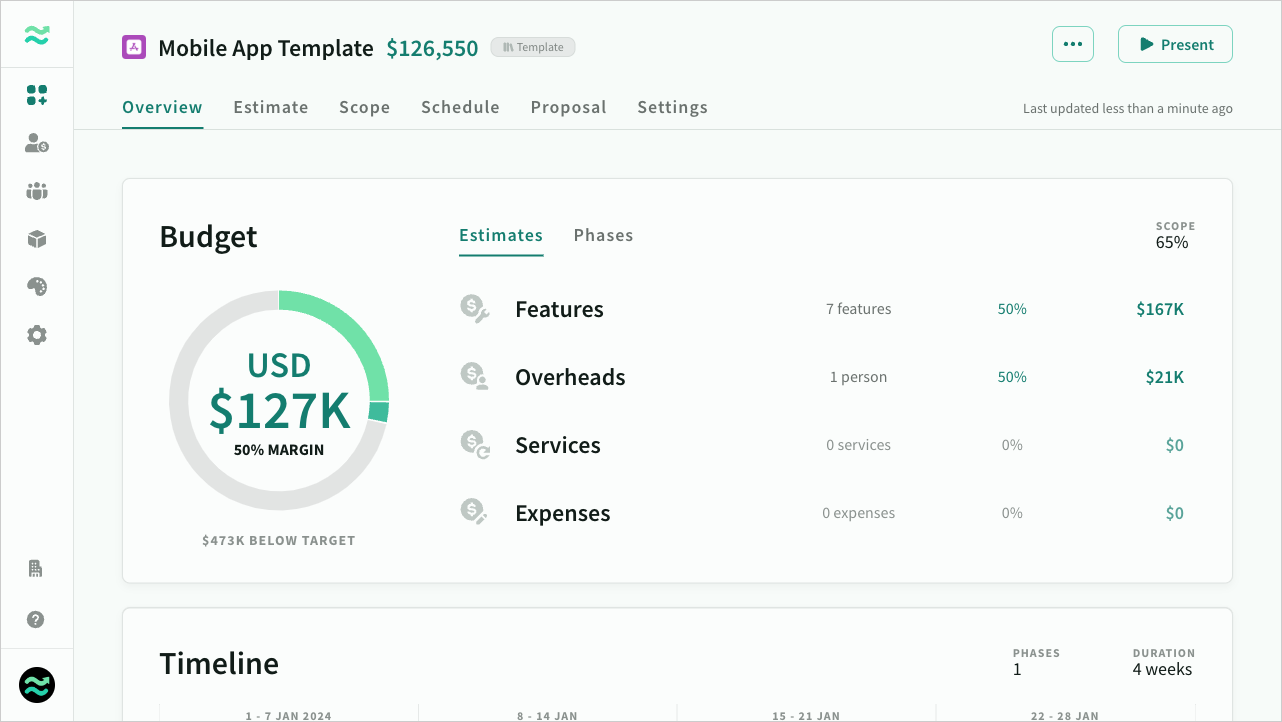 Mobile App Template $126,550 Template
Present
Overview Estimate Scope Schedule Proposal Settings
Last updated less than a minute ago
Budget
Estimates Phases
SCOPE
65%
USD
$127K
50% MARGIN
$473K BELOW TARGET
Features 7 features 50% $167K
Overheads 1 person 50% $21K
Services 0 services 0% $0
Expenses 0 expenses 0% $0
Timeline
PHASES
1
DURATION
4 weeks
1 - 7 JAN 2024 8 - 14 JAN 15 - 21 JAN 22 - 28 JAN